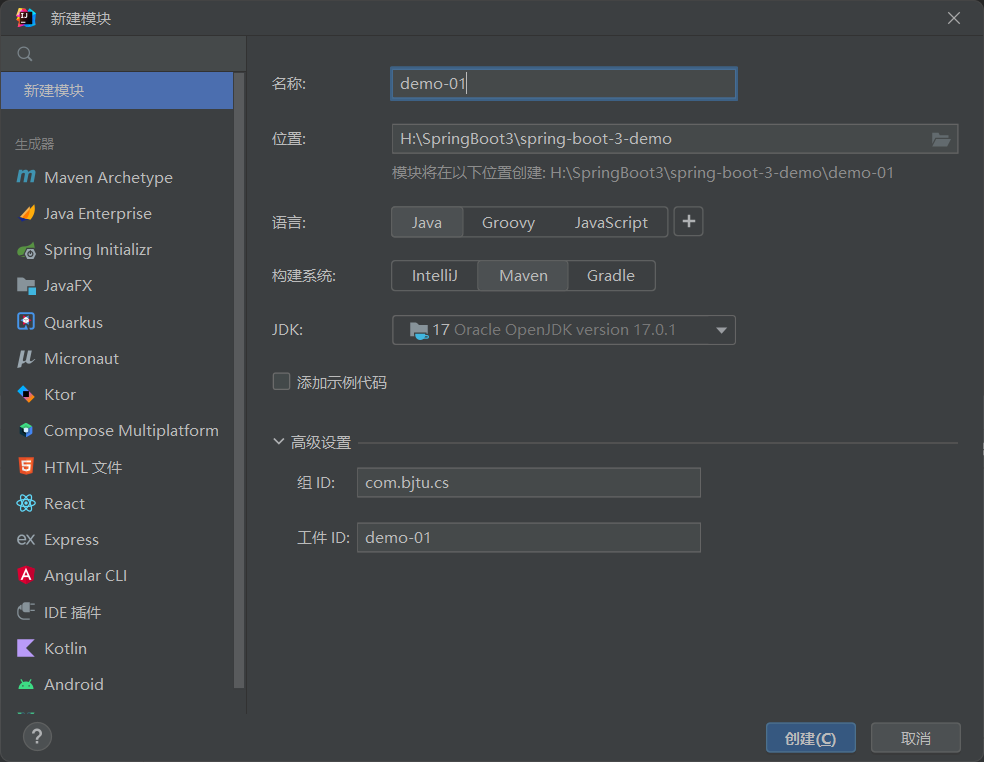 新建模块
新建模块
生成器
Maven Archetype
Java Enterprise
Spring Initializr
JavaFX
Quarkus
Micronaut
Ktor
Compose Multiplatform
HTML 文件
React
Express
Angular CLI
IDE 插件
Kotlin
Android
名称: demo-01
位置: H:\SpringBoot3\spring-boot-3-demo
模块将在以下位置创建: H:\SpringBoot3\spring-boot-3-demo\demo-01
语言: Java Groovy JavaScript +
构建系统: IntelliJ Maven Gradle
JDK: 17 Oracle OpenJDK version 17.0.1
添加示例代码
高级设置
组 ID: com.bjtu.cs
工件 ID: demo-01
? 创建(C) 取消